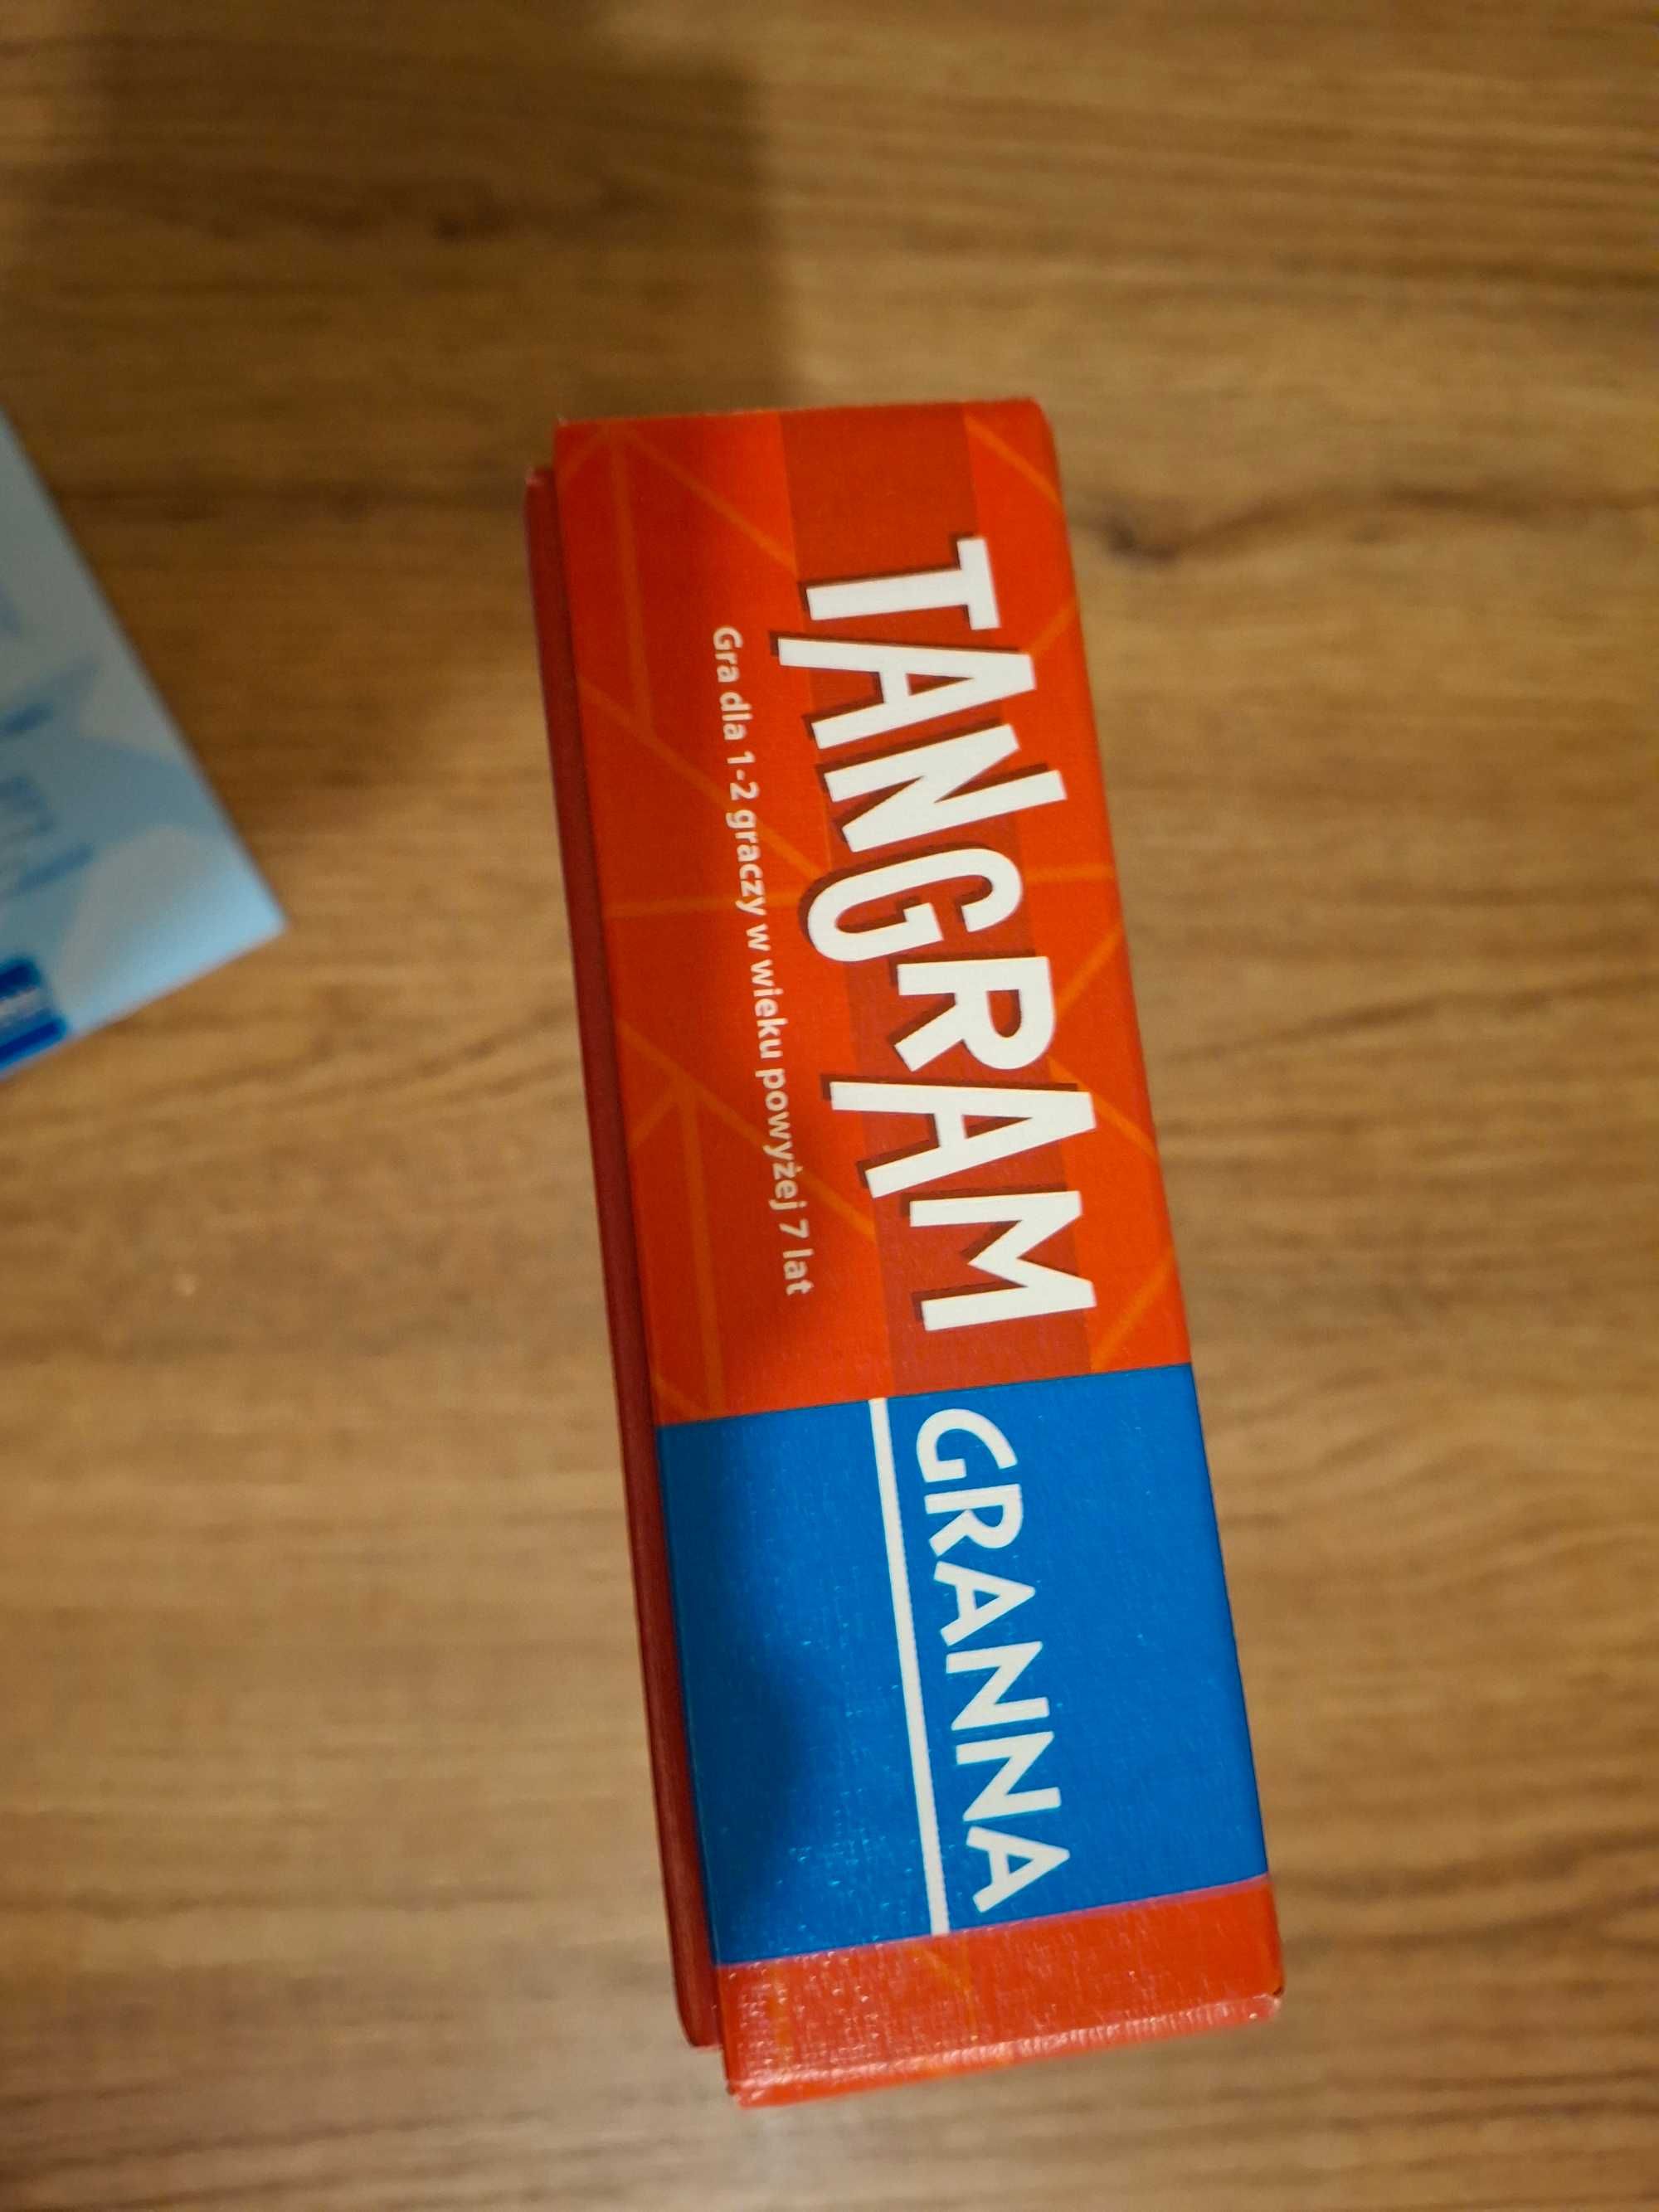 TANGRAM
Gra dla 1-2 graczy w wieku powyżej 7 lat
GRANNA